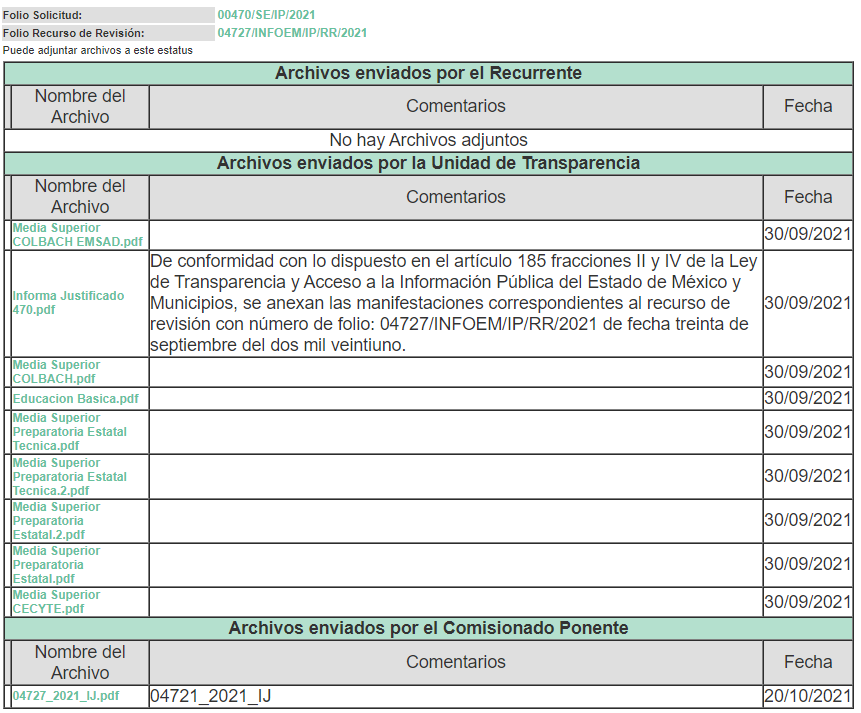 Folio Solicitud: 00470/SE/IP/2021
Folio Recurso de Revisión: 04727/INFOEM/IP/RR/2021
Puede adjuntar archivos a este estatus
Archivos enviados por el Recurrente
Nombre del
Archivo
Comentarios
Fecha
No hay Archivos adjuntos
Archivos enviados por la Unidad de Transparencia
Nombre del
Archivo
Comentarios
Fecha
Media Superior
COLBACH EMSAD.pdf
30/09/2021
Informa Justificado
470.pdf
De conformidad con lo dispuesto en el artículo 185 fracciones II y IV de la Ley
de Transparencia y Acceso a la Información Pública del Estado de México y
Municipios, se anexan las manifestaciones correspondientes al recurso de
revisión con número de folio: 04727/INFOEM/IP/RR/2021 de fecha treinta de
septiembre del dos mil veintiuno.
30/09/2021
Media Superior
COLBACH.pdf
30/09/2021
Educacion Basica.pdf
30/09/2021
Media Superior
Preparatoria Estatal
Tecnica.pdf
30/09/2021
Media Superior
Preparatoria Estatal
Tecnica.2.pdf
30/09/2021
Media Superior
Preparatoria
Estatal.2.pdf
30/09/2021
Media Superior
Preparatoria
Estatal.pdf
30/09/2021
Media Superior
CECYTE.pdf
30/09/2021
Archivos enviados por el Comisionado Ponente
Nombre del
Archivo
Comentarios
Fecha
04727_2021_IJ.pdf
04721_2021_IJ
20/10/2021